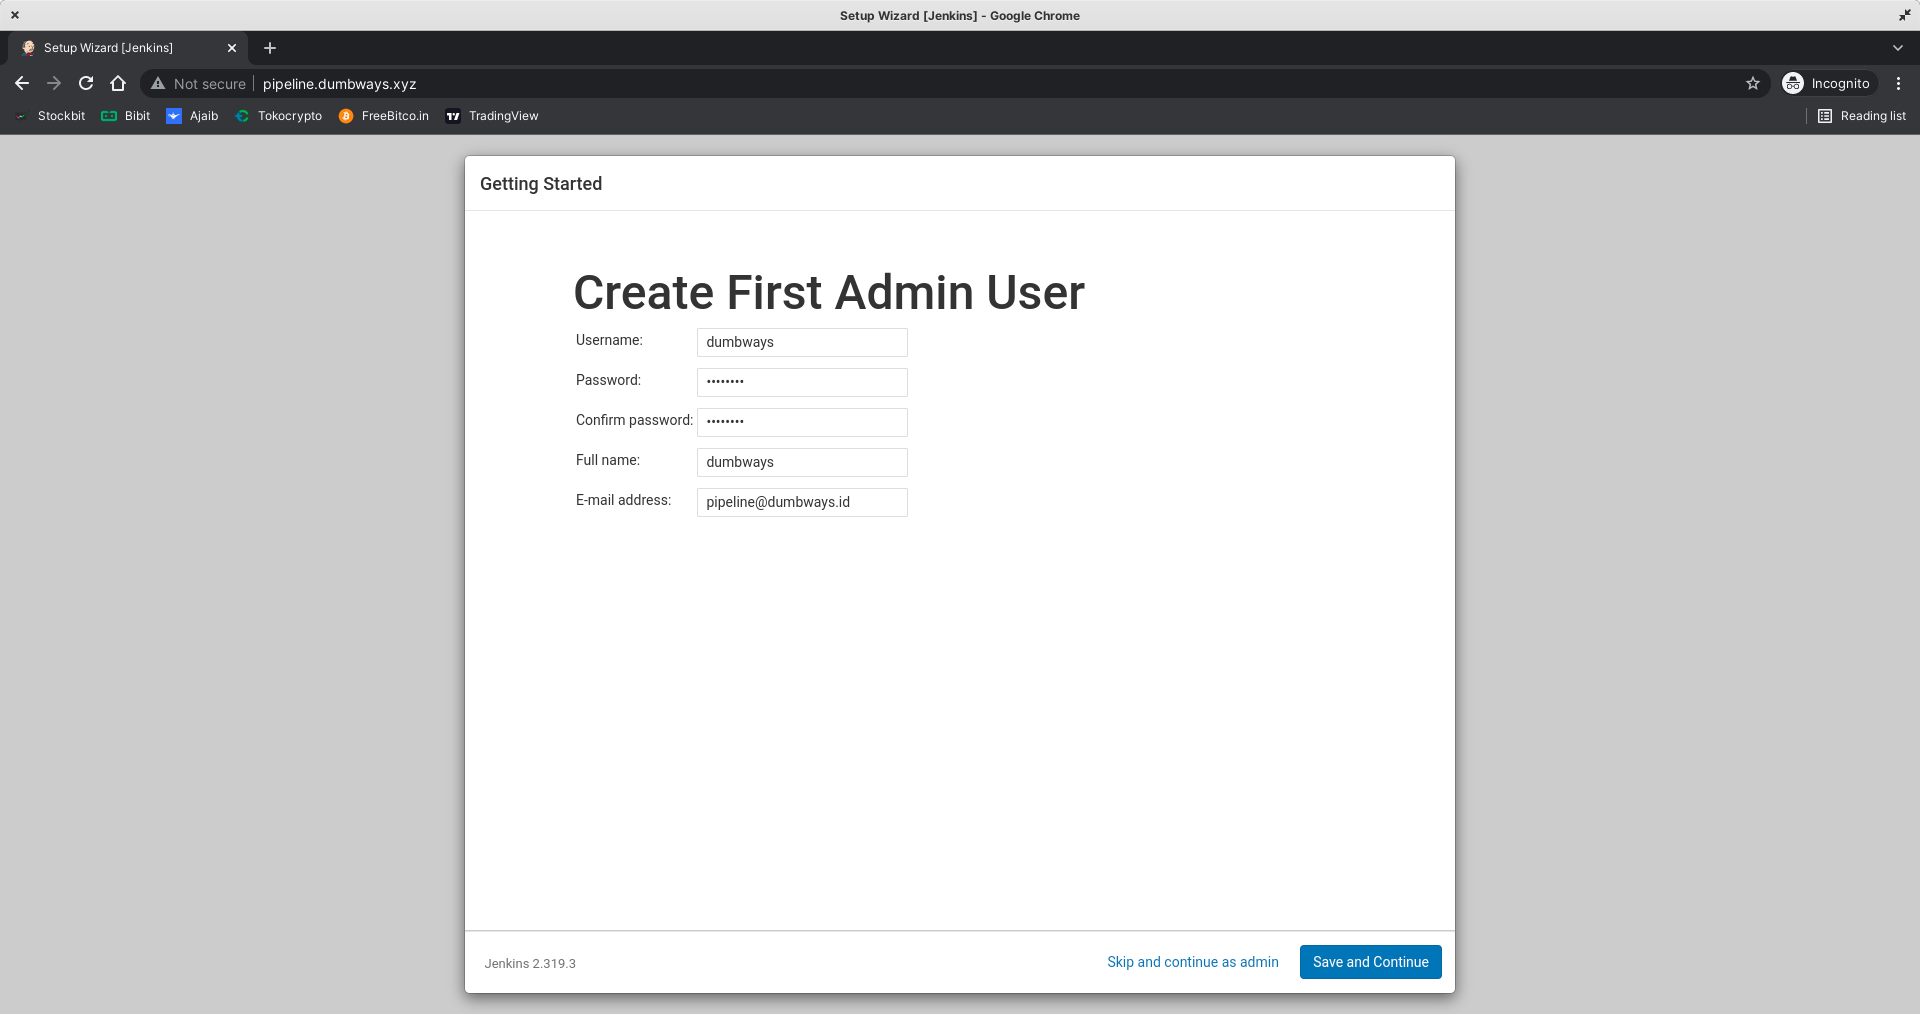 Setup Wizard [Jenkins] - Google Chrome
Setup Wizard [Jenkins]
Not secure pipeline.dumbways.xyz Incognito
Stockbit Bibit Ajaib Tokocrypto FreeBitco.in TradingView Reading list
Getting Started
Create First Admin User
Username: dumbways
Password: ••••••••
Confirm password: ••••••••
Full name: dumbways
E-mail address: pipeline@dumbways.id
Jenkins 2.319.3 Skip and continue as admin Save and Continue